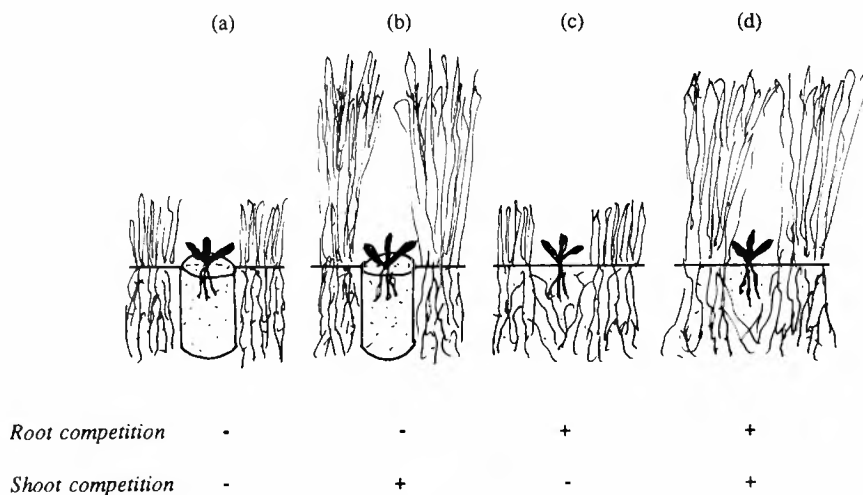 (a) (b) (c) (d)
Root competition - - + +
Shoot competition - + - +